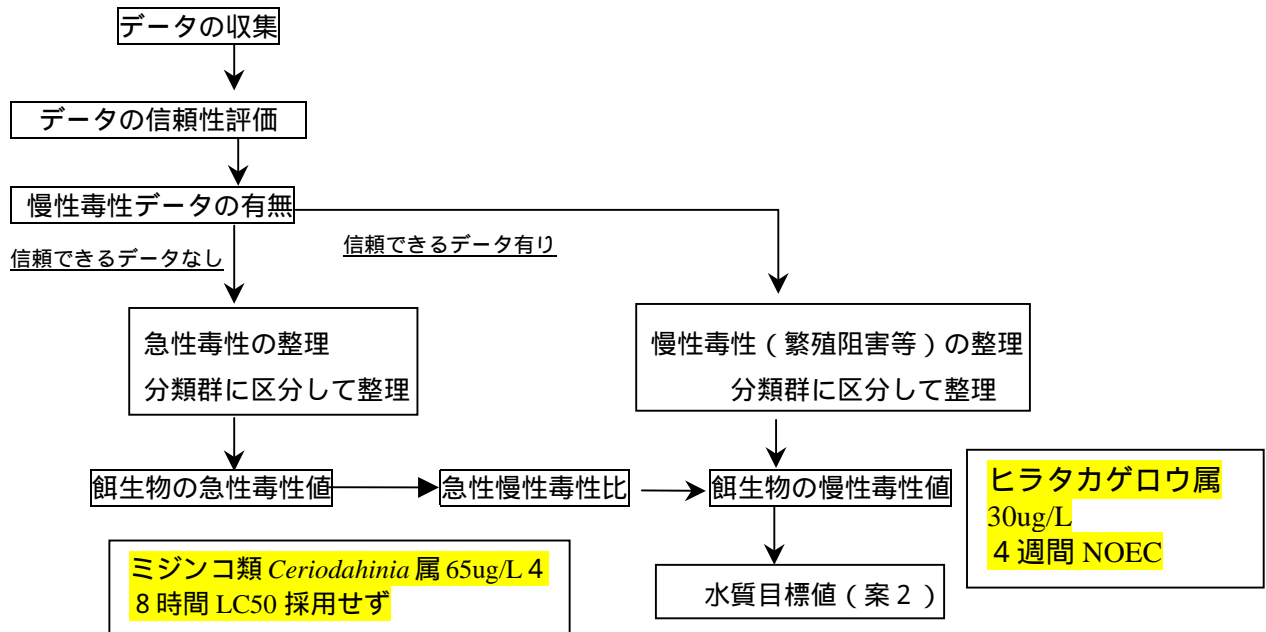 データの収集
データの信頼性評価
慢性毒性データの有無
信頼できるデータなし
信頼できるデータ有り
急性毒性の整理
分類群に区分して整理
慢性毒性（繁殖阻害等）の整理
分類群に区分して整理
餌生物の急性毒性値
急性慢性毒性比
餌生物の慢性毒性値
ヒラタカゲロウ属
30ug/L
４週間 NOEC
ミジンコ類 Ceriodahinia 属 65ug/L４
８時間 LC50 採用せず
水質目標値（案２）